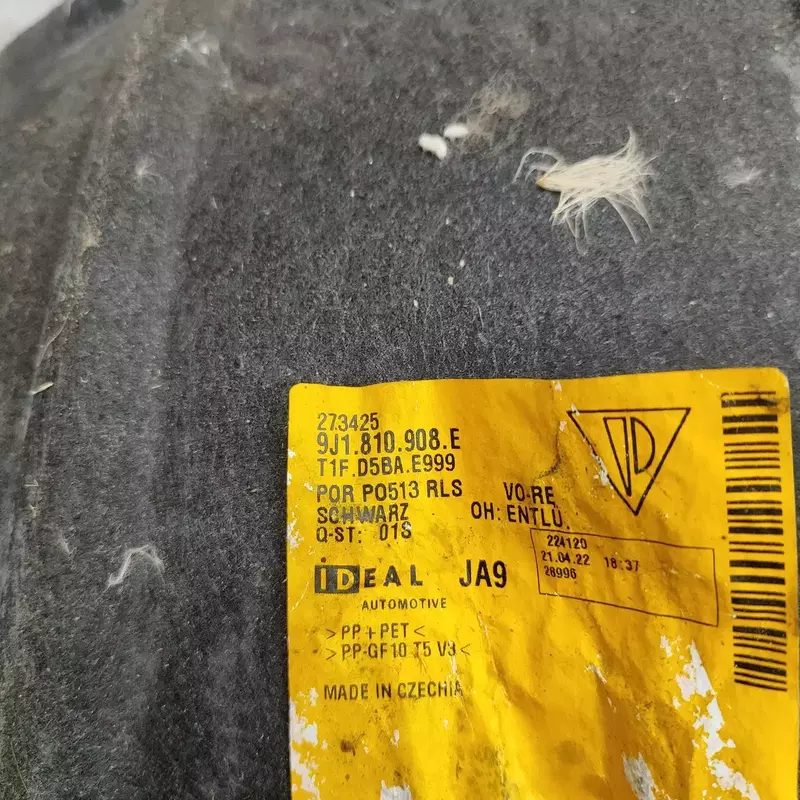 273425
9J1.810.908.E
T1F.D5BA.E999
POR PO513 RLS VO-RE
SCHWARZ OH: ENTLÜ.
Q-ST: 01S
224120
21.04.22 18:37
28996
iDEAL JA9
AUTOMOTIVE
>PP+PET<
>PP-GF10 T5 V3<
MADE IN CZECHIA